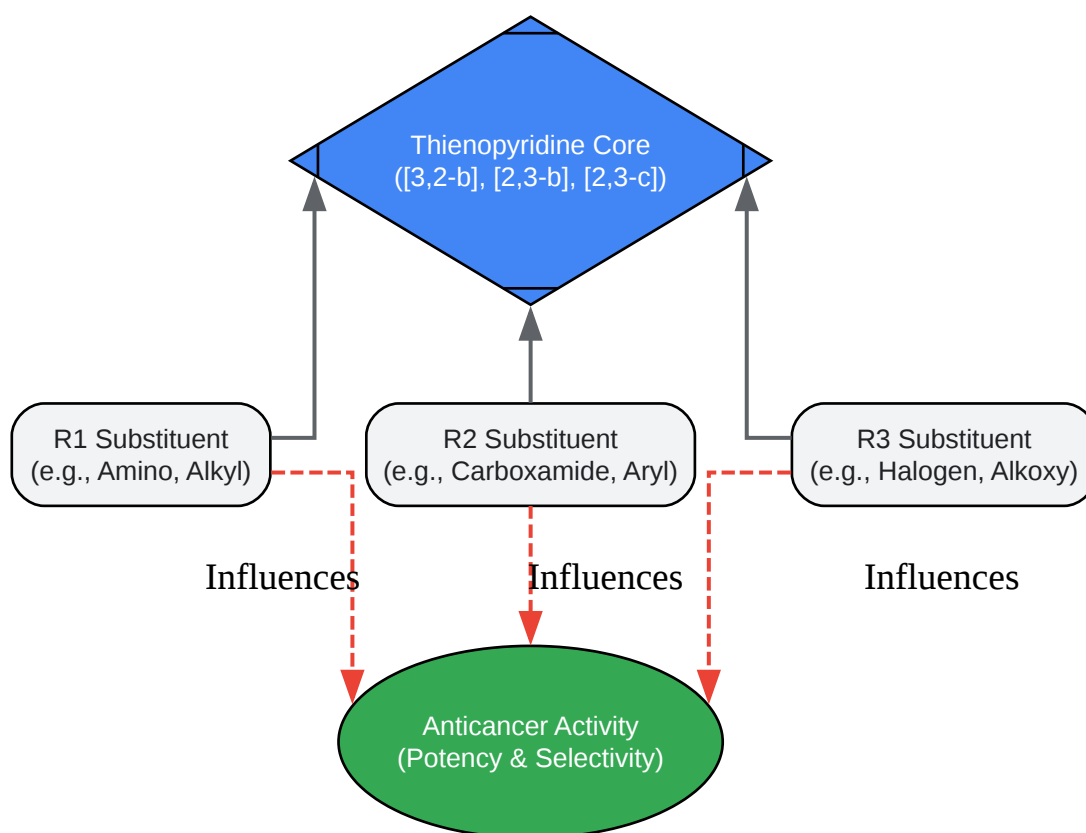 Thienopyridine Core
([3,2-b], [2,3-b], [2,3-c])
R1 Substituent
(e.g., Amino, Alkyl)
R2 Substituent
(e.g., Carboxamide, Aryl)
R3 Substituent
(e.g., Halogen, Alkoxy)
Influences
Influences
Influences
Anticancer Activity
(Potency & Selectivity)